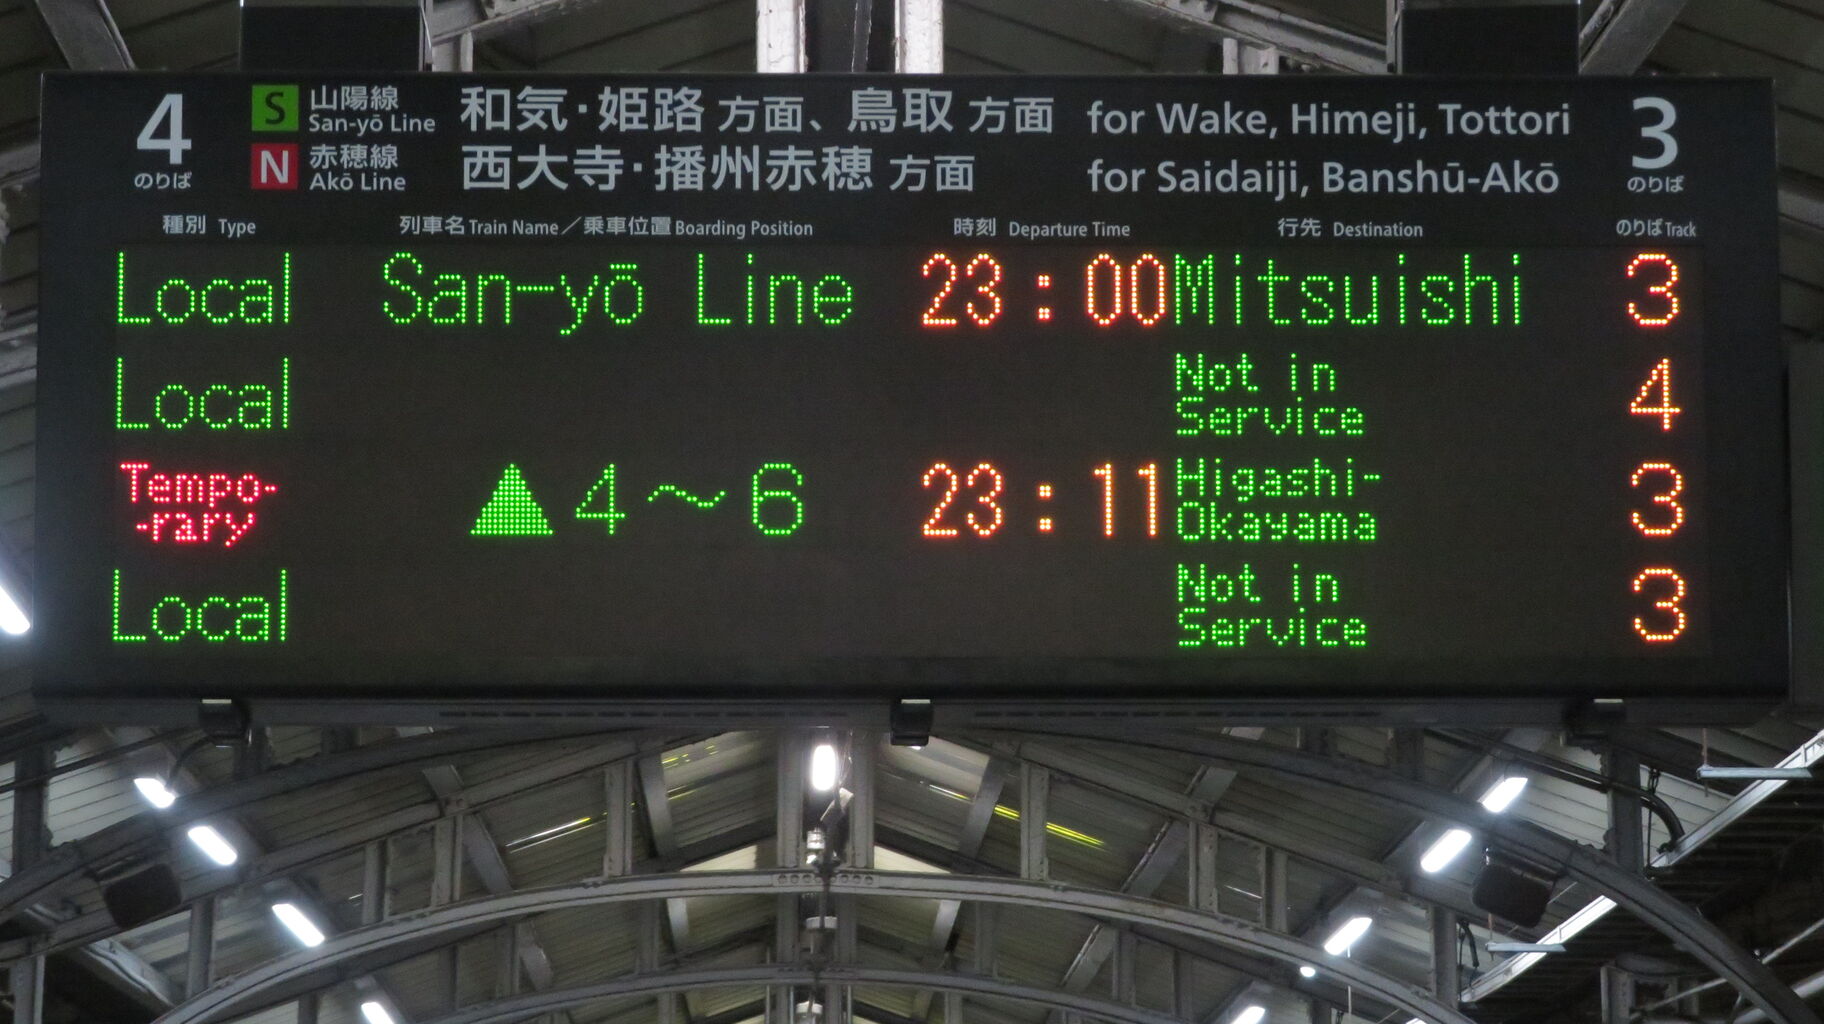 4 のりば
S 山陽線 San-yō Line 和気・姫路 方面、鳥取 方面 for Wake, Himeji, Tottori
N 赤穂線 Akō Line 西大寺・播州赤穂 方面 for Saidaiji, Banshū-Akō
3 のりば
種別 Type 列車名 Train Name／乗車位置 Boarding Position 時刻 Departure Time 行先 Destination のりば Track
Local San-yō Line 23:00 Mitsuishi 3
Local Not in Service 4
Tempo--rary ▲4～6 23:11 Higashi-Okayama 3
Local Not in Service 3